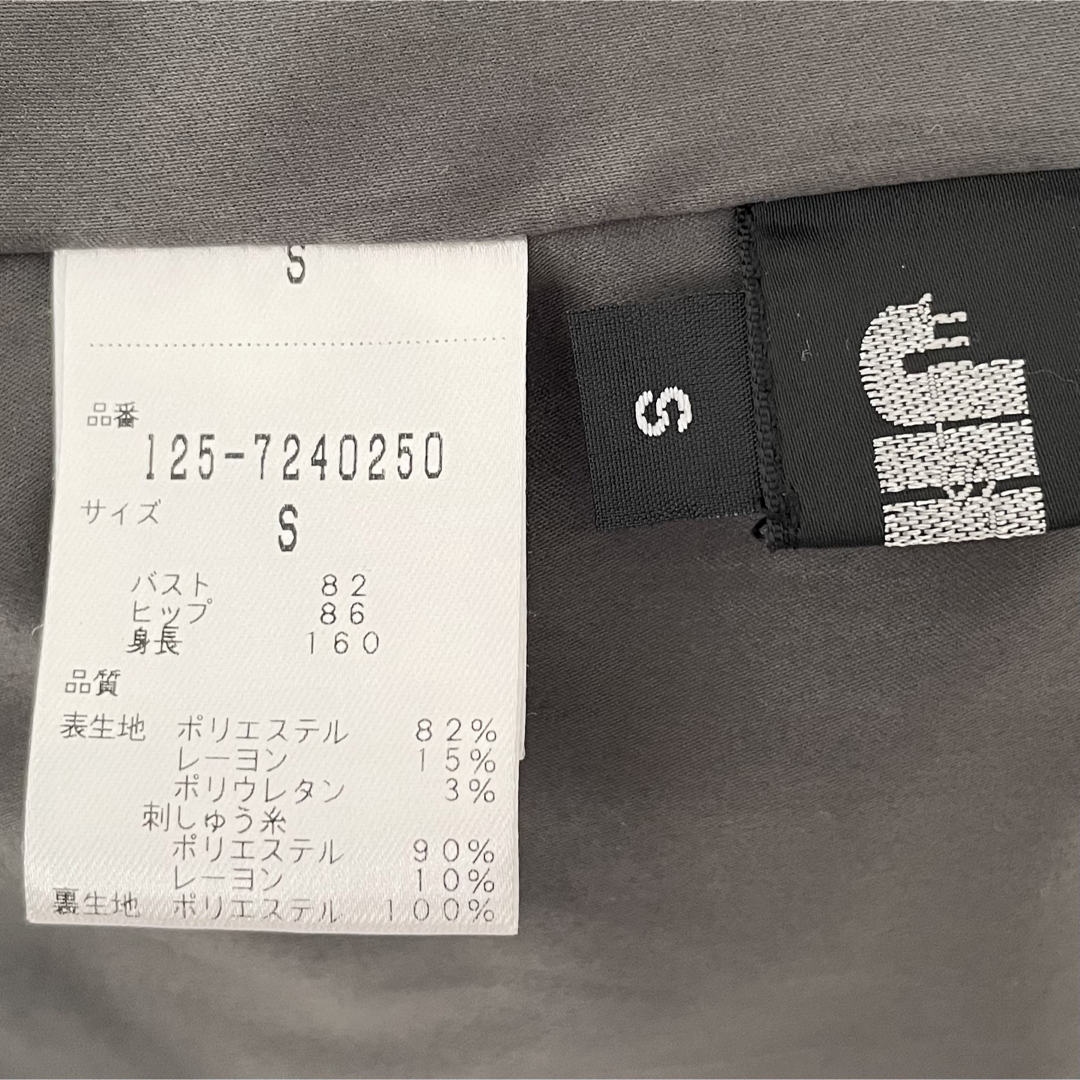 S
品番
125-7240250
サイズ
S
バスト 82
ヒップ 86
身長 160
品質
表生地 ポリエステル 82%
レーヨン 15%
ポリウレタン 3%
刺しゅう糸
ポリエステル 90%
レーヨン 10%
裏生地 ポリエステル 100%
S